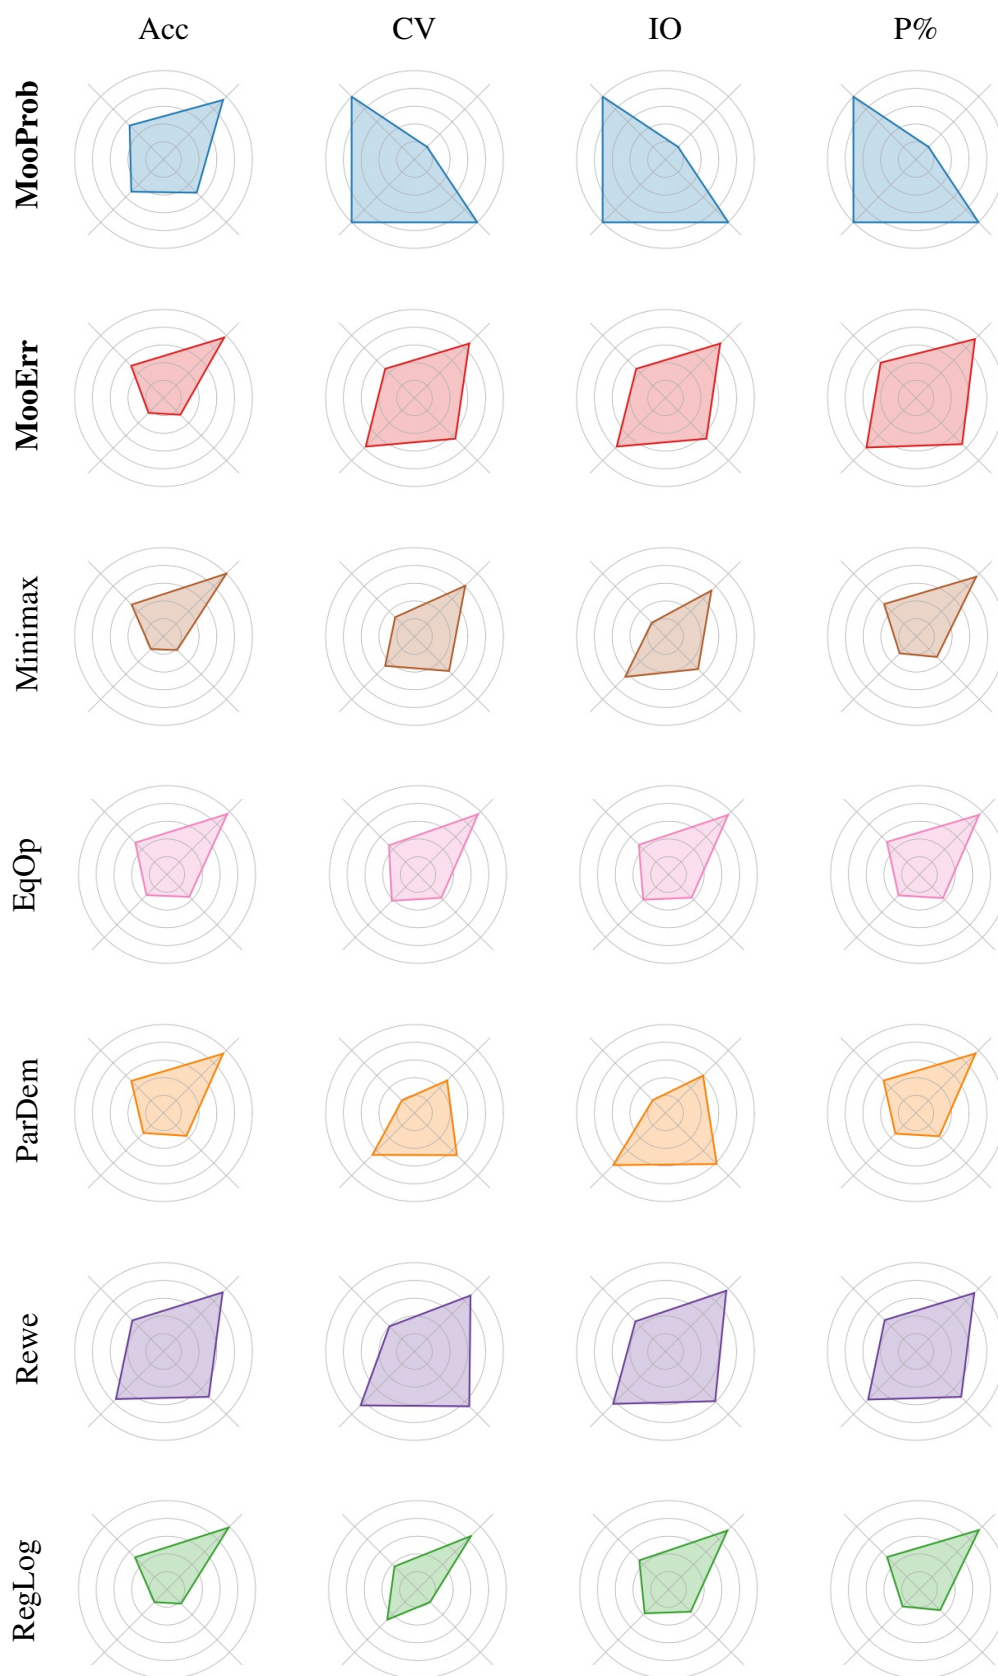 Acc CV IO P%
MooProb
MooErr
Minimax
EqOp
ParDem
Rewe
RegLog